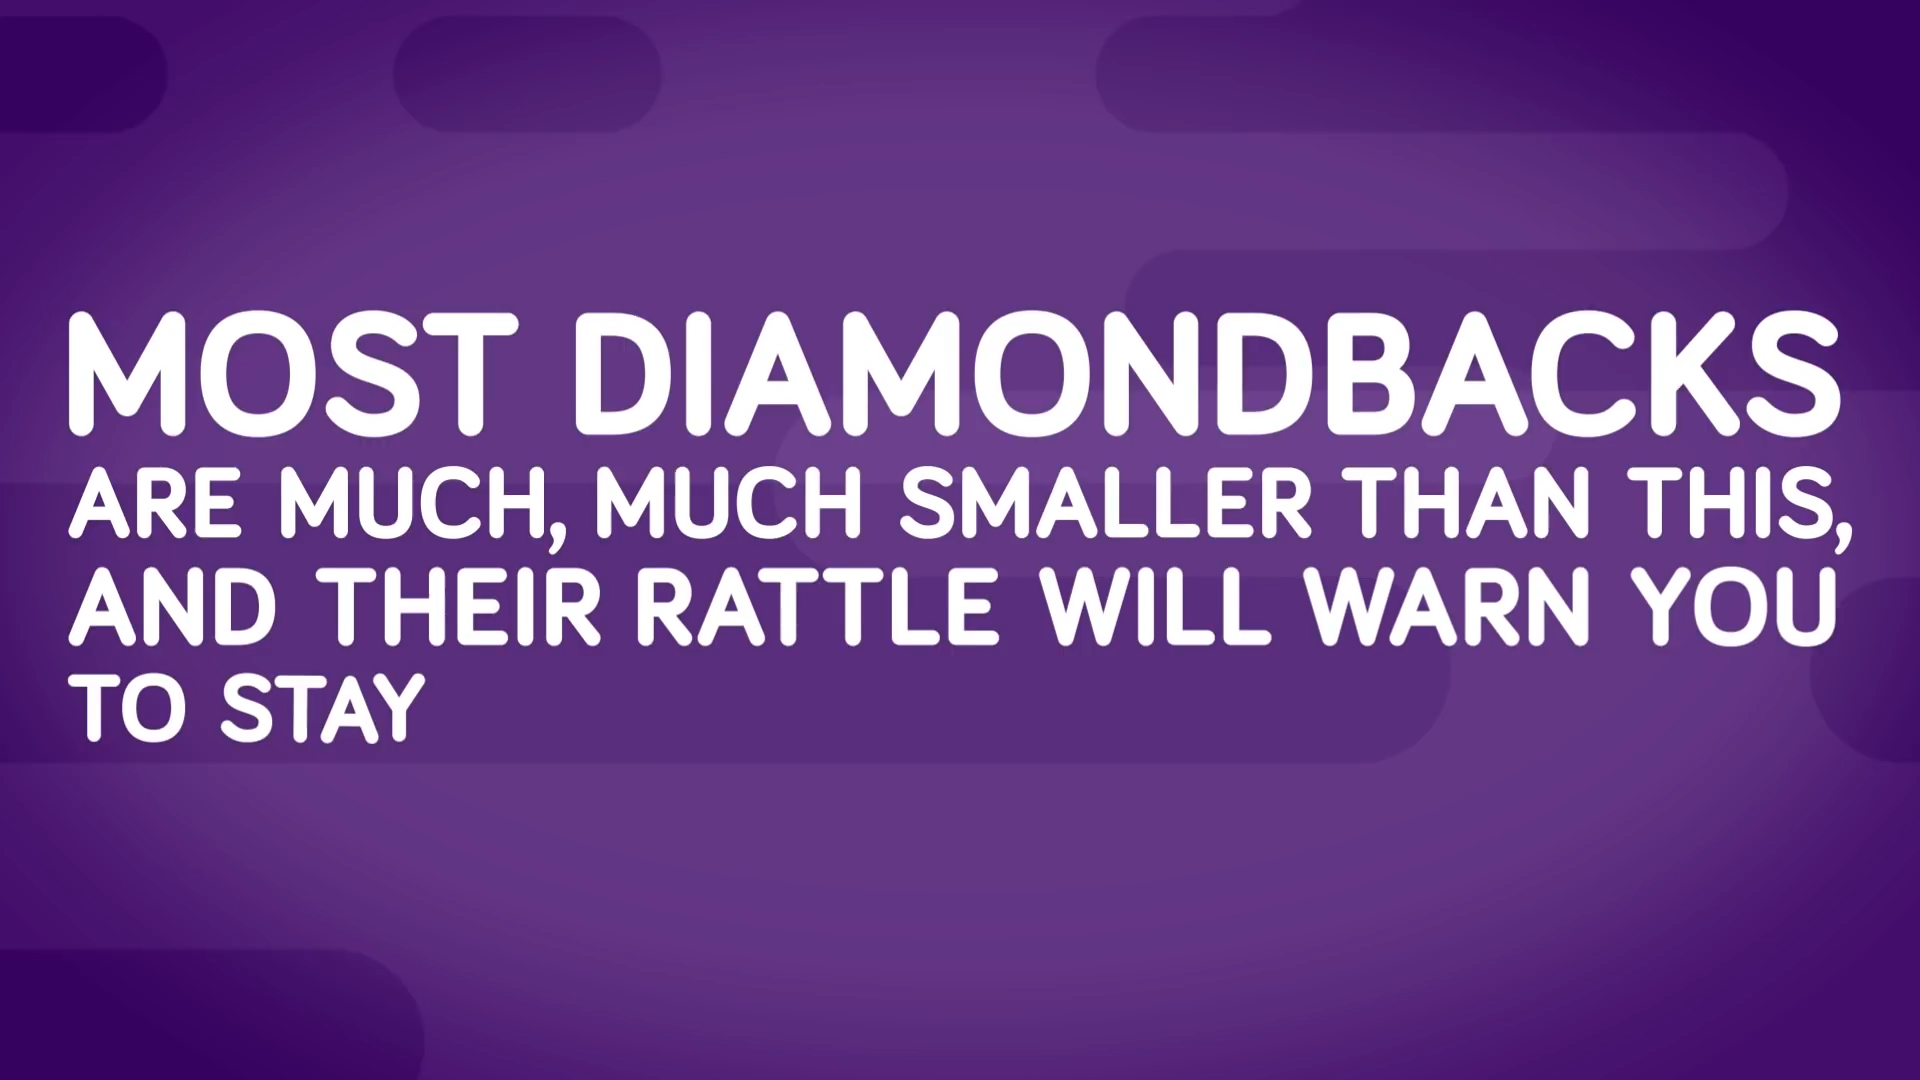 MOST DIAMONDBACKS
ARE MUCH, MUCH SMALLER THAN THIS,
AND THEIR RATTLE WILL WARN YOU
TO STAY